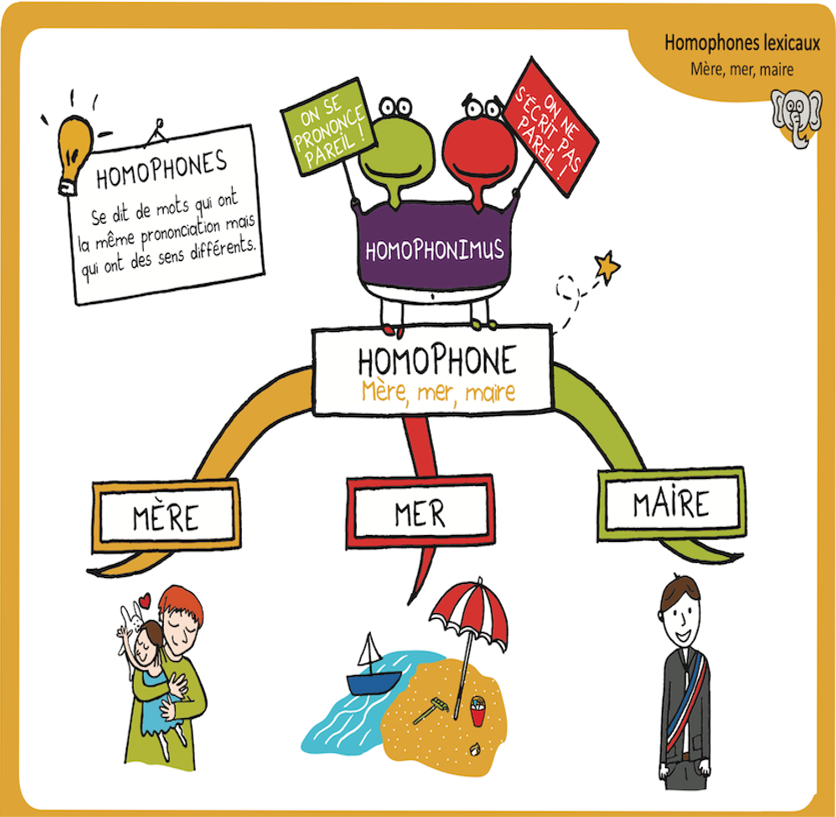 Homophones lexicaux
Mère, mer, maire
HOMOPHONES
Se dit de mots qui ont
la même prononciation mais
qui ont des sens différents.
ON SE
PRONONCE
PAREIL !
ON NE
S'ÉCRIT PAS
PAREIL !
HOMOPHONIMUS
HOMOPHONE
Mère, mer, maire
MÈRE
MER
MAIRE